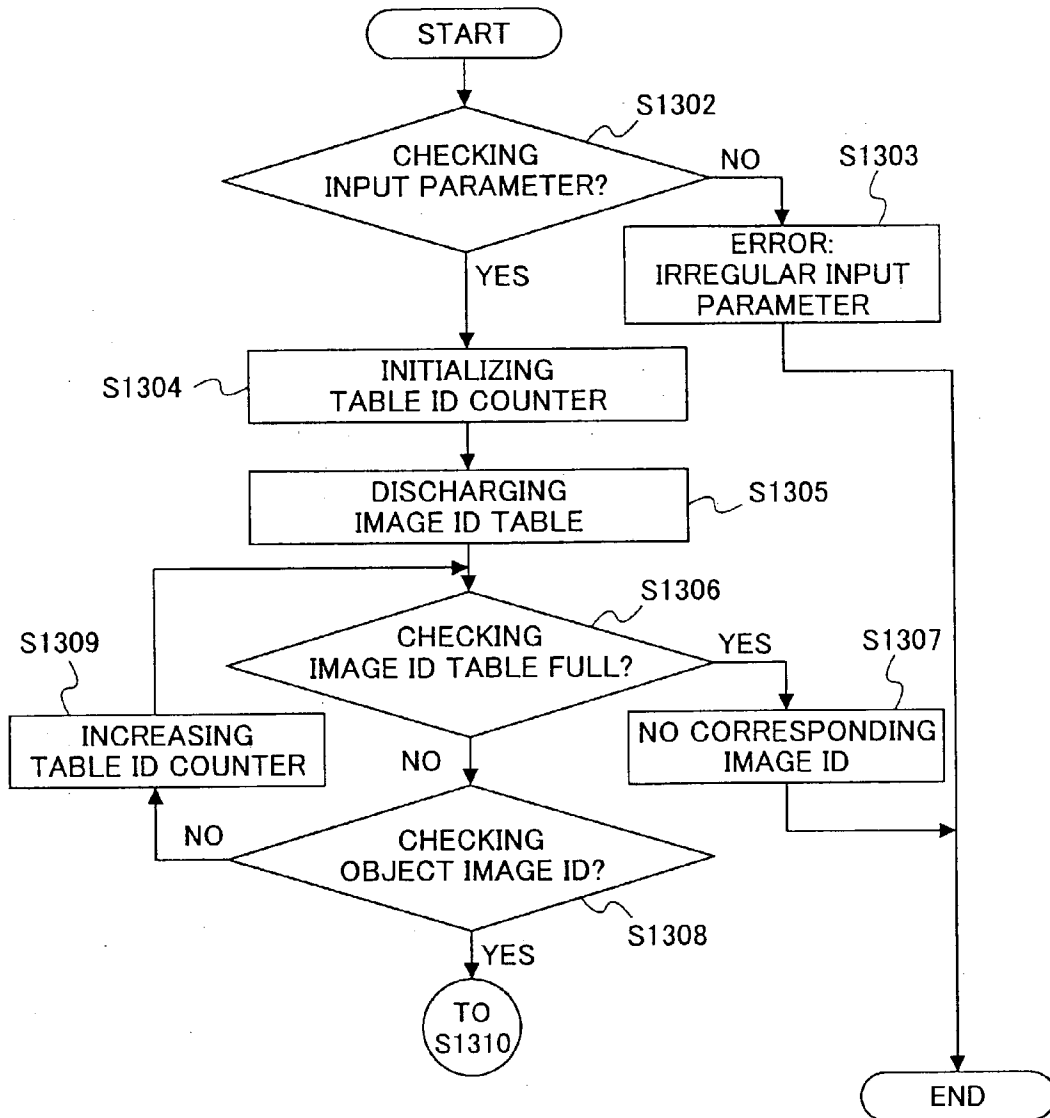 START
S1302
CHECKING
INPUT PARAMETER?
NO
S1303
ERROR:
IRREGULAR INPUT
PARAMETER
YES
S1304
INITIALIZING
TABLE ID COUNTER
DISCHARGING
IMAGE ID TABLE
S1305
S1306
CHECKING
IMAGE ID TABLE FULL?
YES
S1307
NO CORRESPONDING
IMAGE ID
S1309
INCREASING
TABLE ID COUNTER
NO
NO
CHECKING
OBJECT IMAGE ID?
S1308
YES
TO
S1310
END